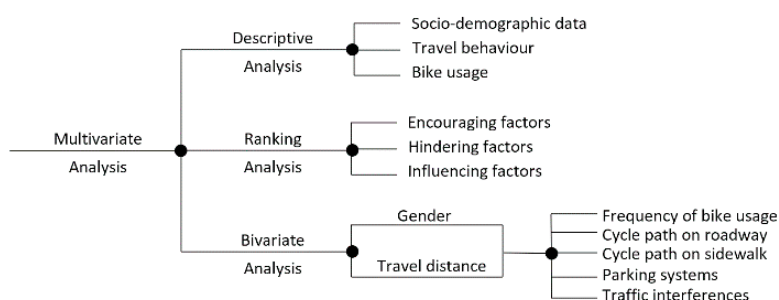 Multivariate
Analysis
Descriptive
Analysis
Socio-demographic data
Travel behaviour
Bike usage
Ranking
Analysis
Encouraging factors
Hindering factors
Influencing factors
Bivariate
Analysis
Gender
Travel distance
Frequency of bike usage
Cycle path on roadway
Cycle path on sidewalk
Parking systems
Traffic interferences